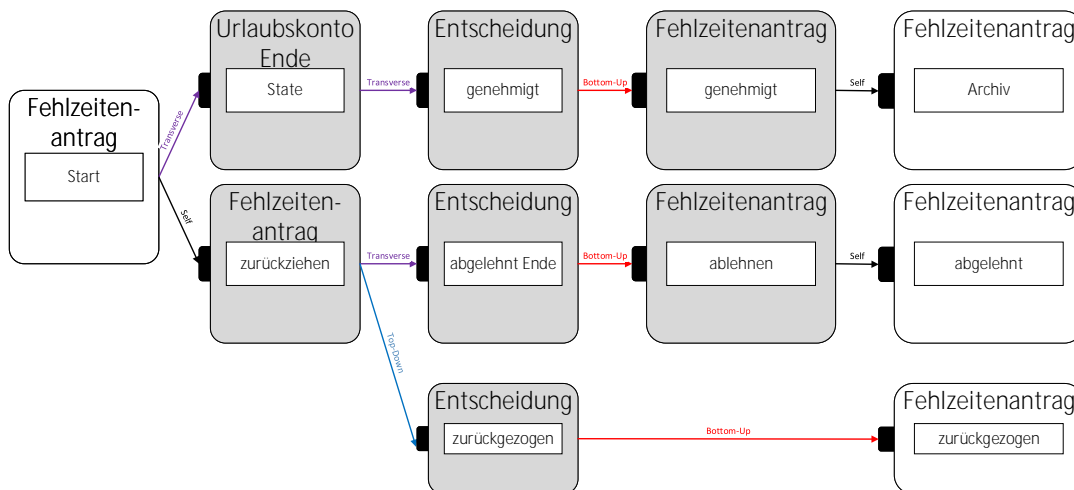 Fehlzeiten-
antrag
Start
Transverse
Self
Urlaubskonto
Ende
State
Transverse
Entscheidung
genehmigt
Bottom-Up
Fehlzeitenantrag
genehmigt
Self
Fehlzeitenantrag
Archiv
Fehlzeiten-
antrag
zurückziehen
Transverse
Top-Down
Entscheidung
abgelehnt Ende
Bottom-Up
Fehlzeitenantrag
ablehnen
Self
Fehlzeitenantrag
abgelehnt
Entscheidung
zurückgezogen
Bottom-Up
Fehlzeitenantrag
zurückgezogen